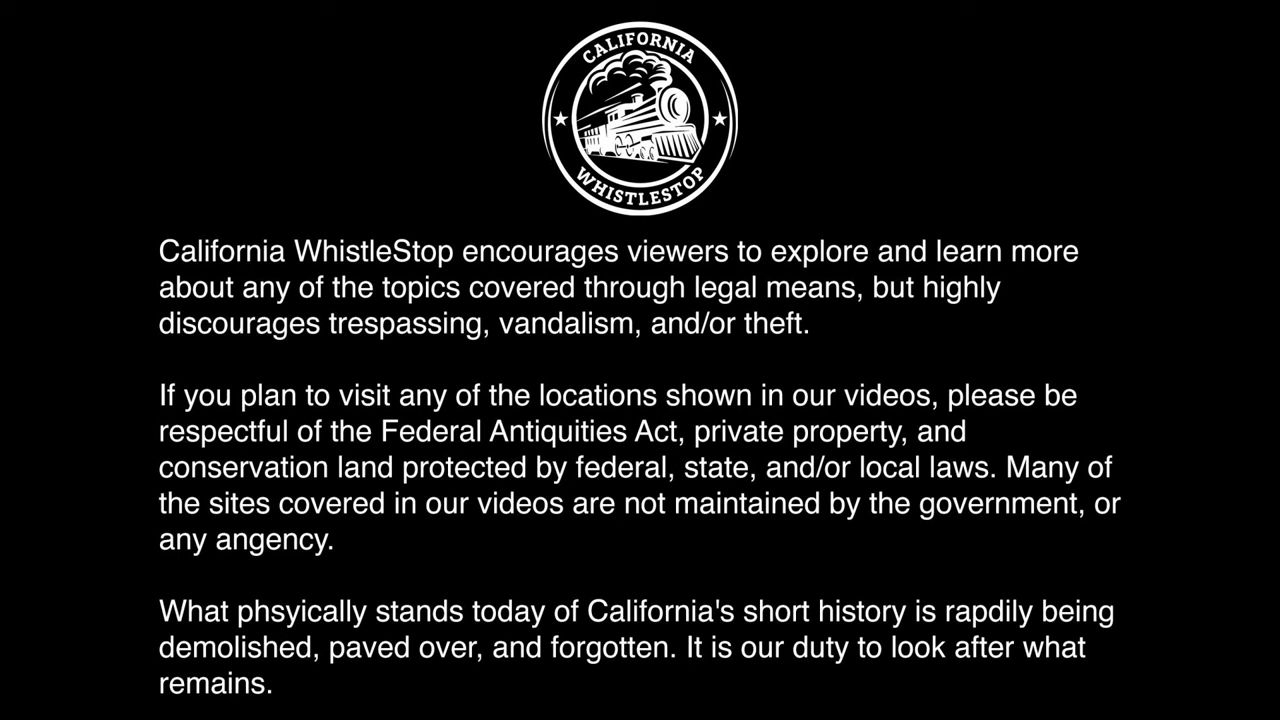 CALIFORNIA
WHISTLESTOP
California WhistleStop encourages viewers to explore and learn more
about any of the topics covered through legal means, but highly
discourages trespassing, vandalism, and/or theft.
If you plan to visit any of the locations shown in our videos, please be
respectful of the Federal Antiquities Act, private property, and
conservation land protected by federal, state, and/or local laws. Many of
the sites covered in our videos are not maintained by the government, or
any angency.
What phsyically stands today of California's short history is rapdily being
demolished, paved over, and forgotten. It is our duty to look after what
remains.